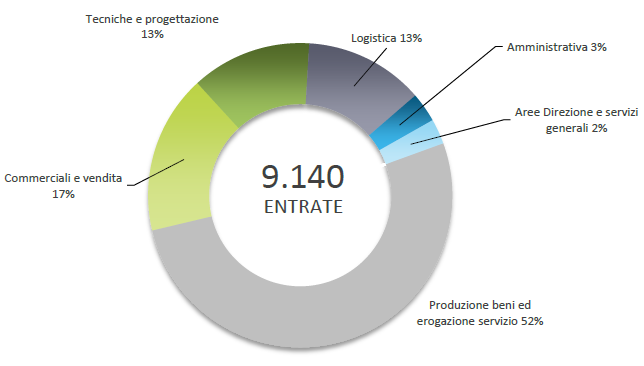 Tecniche e progettazione
13%
Logistica 13%
Amministrativa 3%
Aree Direzione e servizi
generali 2%
Commerciali e vendita
17%
9.140
ENTRATE
Produzione beni ed
erogazione servizio 52%